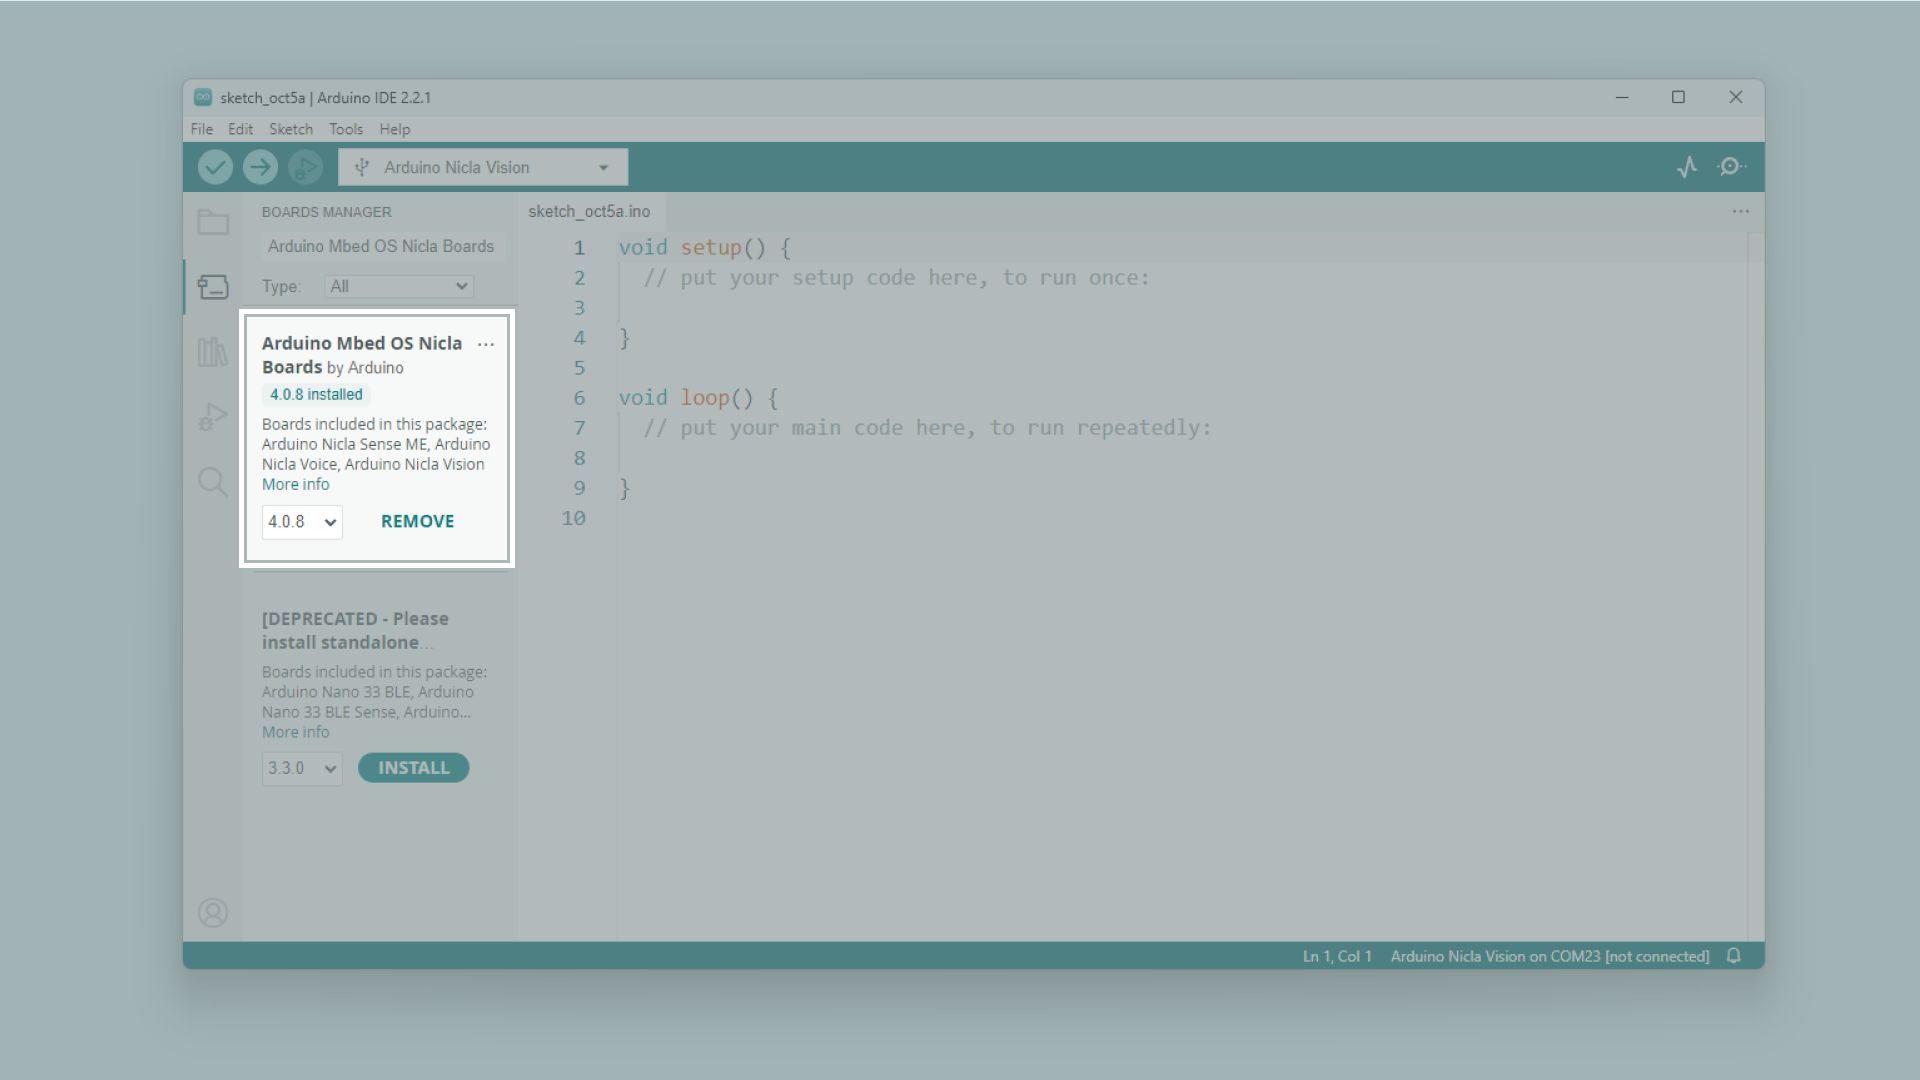 sketch_oct5a | Arduino IDE 2.2.1
File Edit Sketch Tools Help
Arduino Nicla Vision
BOARDS MANAGER
Arduino Mbed OS Nicla Boards
Type: All
Arduino Mbed OS Nicla ...
Boards by Arduino
4.0.8 installed
Boards included in this package:
Arduino Nicla Sense ME, Arduino
Nicla Voice, Arduino Nicla Vision
More info
4.0.8 REMOVE
[DEPRECATED - Please
install standalone...
Boards included in this package:
Arduino Nano 33 BLE, Arduino
Nano 33 BLE Sense, Arduino...
More info
3.3.0 INSTALL
sketch_oct5a.ino ...
1 void setup() {
2 // put your setup code here, to run once:
3
4 }
5
6 void loop() {
7 // put your main code here, to run repeatedly:
8
9 }
10
Ln 1, Col 1 Arduino Nicla Vision on COM23 [not connected]